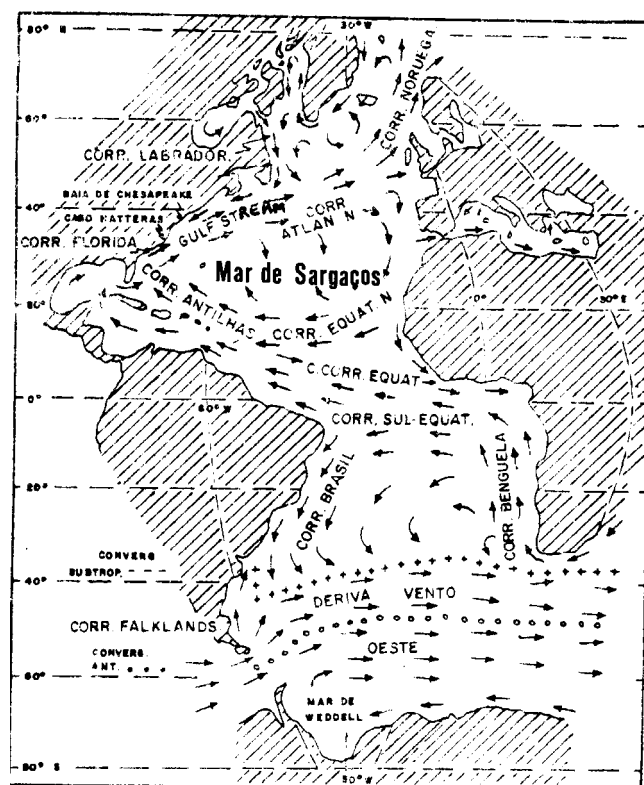 80° N
30°W
CORR. NORUEGA
60°
CORR. LABRADOR.
BAIA DE CHESAPEAKE
40°
CABO HATTERAS
GULF STREAM
CORR
ATLAN N
CORR. FLORIDA
Mar de Sargaços
20°
CORR. ANTILHAS
CORR. EQUAT. N
0°
30° E
C.CORR. EQUAT
0°
60° W
CORR. SUL-EQUAT.
CORR. BRASIL
CORR. BENGUELA
20°
CONVERG
SUBTROP.
40°
DERIVA VENTO
CORR. FALKLANDS
OESTE
CONVERG.
ANT.
60°
MAR DE
WEDDELL
80° S
30°W